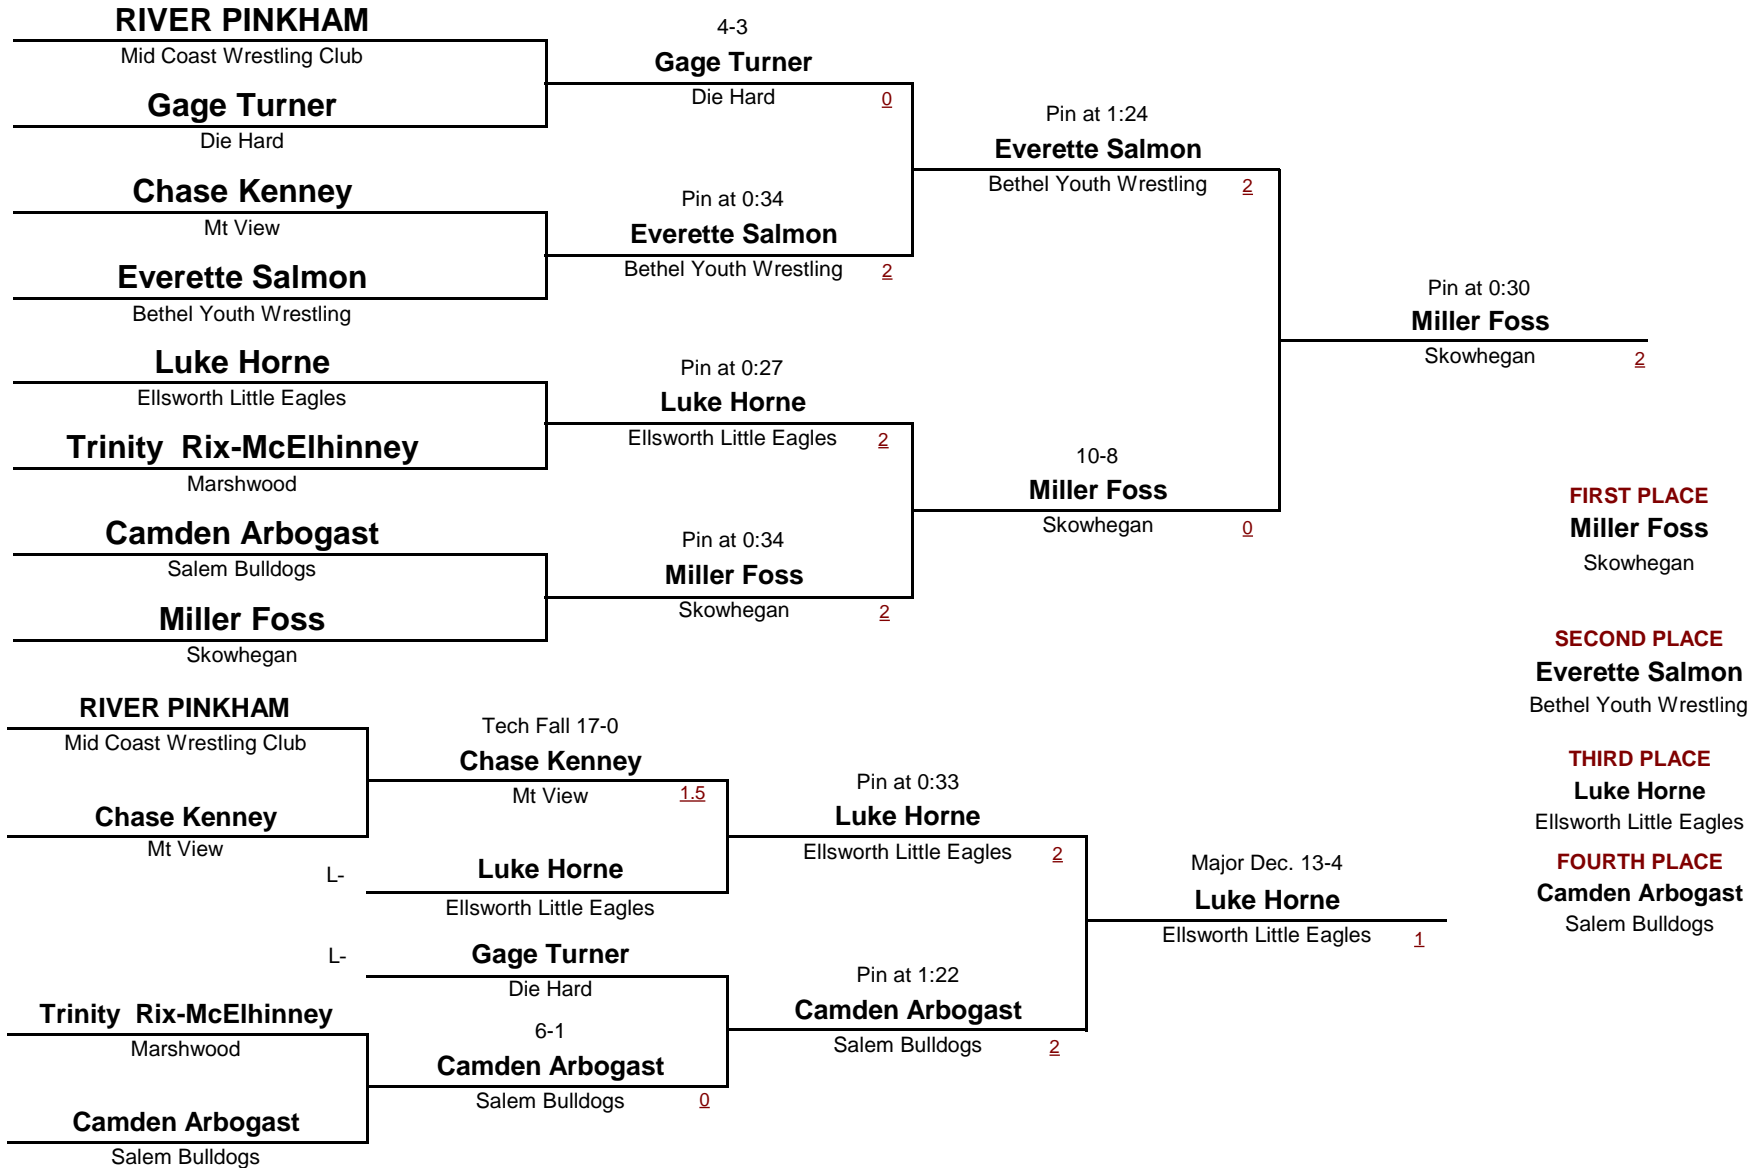 RIVER PINKHAM
Mid Coast Wrestling Club
Gage Turner
Die Hard
Chase Kenney
Mt View
Everette Salmon
Bethel Youth Wrestling
Luke Horne
Ellsworth Little Eagles
Trinity  Rix-McElhinney
Marshwood
Camden Arbogast
Salem Bulldogs
Miller Foss
Skowhegan
4-3
Gage Turner
Die Hard 0
Pin at 0:34
Everette Salmon
Bethel Youth Wrestling 2
Pin at 0:27
Luke Horne
Ellsworth Little Eagles 2
Pin at 0:34
Miller Foss
Skowhegan 2
Pin at 1:24
Everette Salmon
Bethel Youth Wrestling 2
10-8
Miller Foss
Skowhegan 0
Pin at 0:30
Miller Foss
Skowhegan 2
FIRST PLACE
Miller Foss
Skowhegan
SECOND PLACE
Everette Salmon
Bethel Youth Wrestling
THIRD PLACE
Luke Horne
Ellsworth Little Eagles
FOURTH PLACE
Camden Arbogast
Salem Bulldogs
RIVER PINKHAM
Mid Coast Wrestling Club
Chase Kenney
Mt View
Trinity  Rix-McElhinney
Marshwood
Camden Arbogast
Salem Bulldogs
Tech Fall 17-0
Chase Kenney
Mt View 1.5
L- Luke Horne
Ellsworth Little Eagles
L- Gage Turner
Die Hard
6-1
Camden Arbogast
Salem Bulldogs 0
Pin at 0:33
Luke Horne
Ellsworth Little Eagles 2
Pin at 1:22
Camden Arbogast
Salem Bulldogs 2
Major Dec. 13-4
Luke Horne
Ellsworth Little Eagles 1